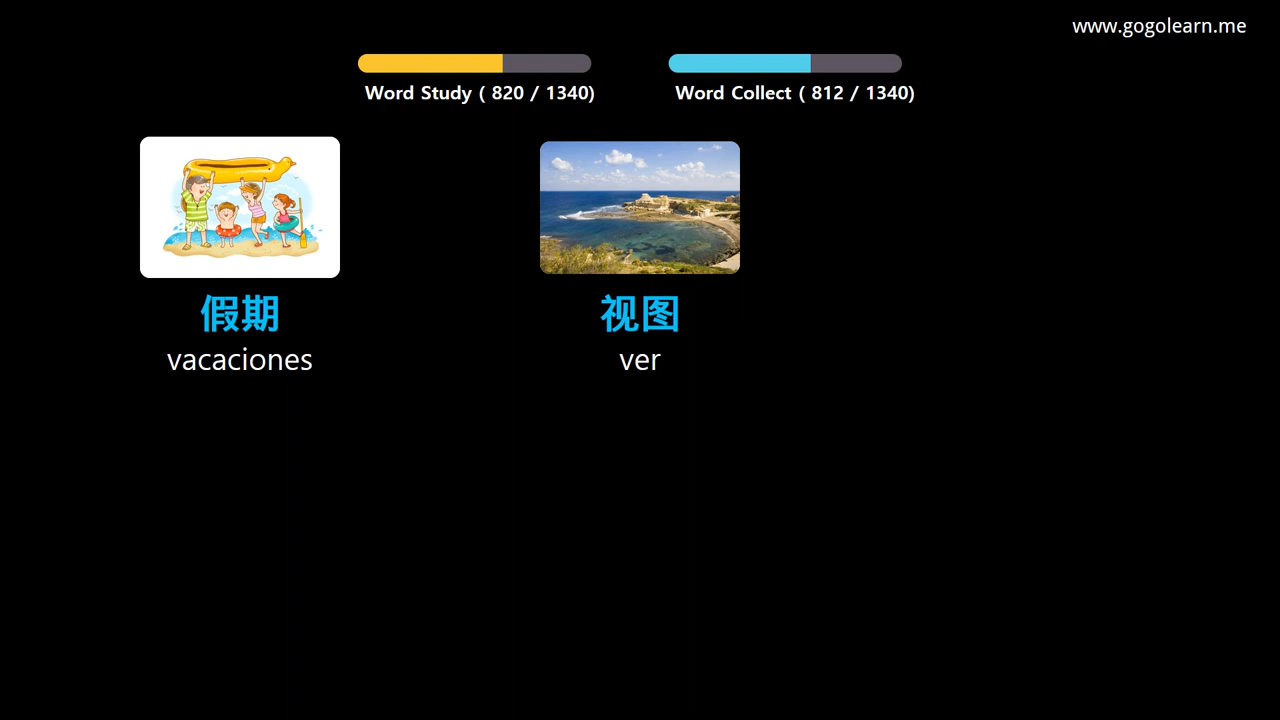 www.gogolearn.me
Word Study ( 820 / 1340)
Word Collect ( 812 / 1340)
假期
vacaciones
视图
ver